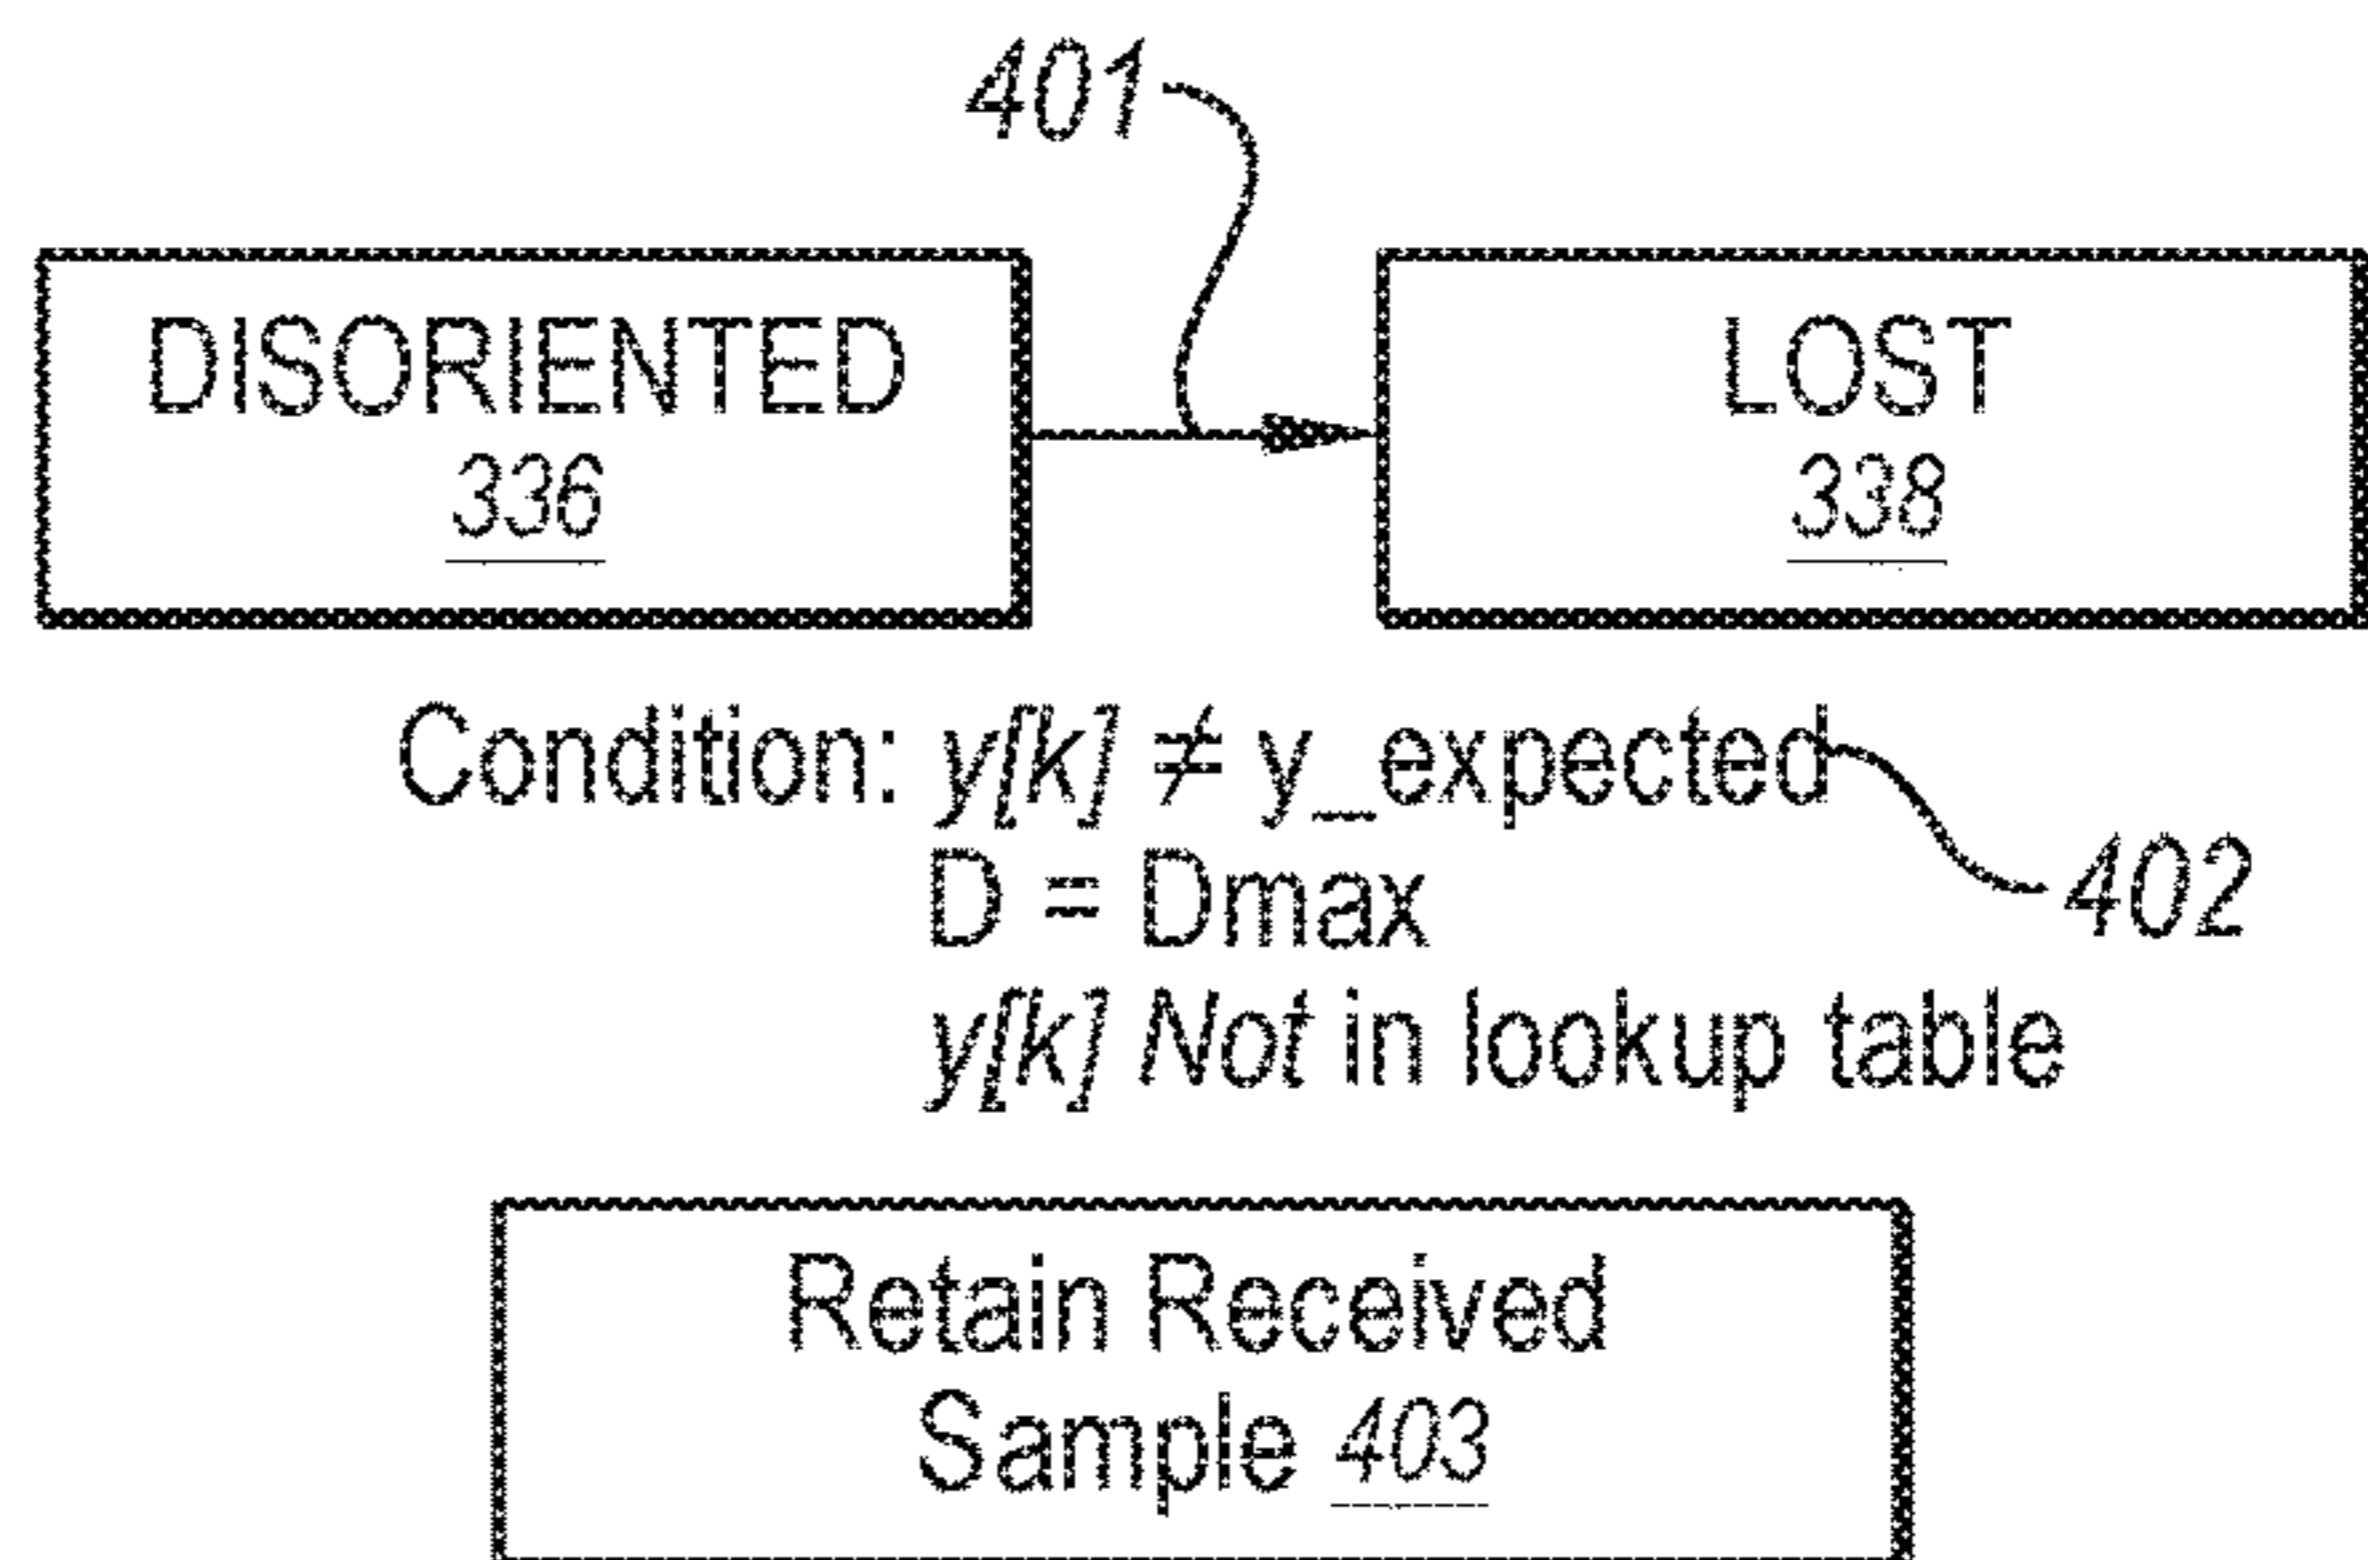 401
DISORIENTED
336
LOST
338
Condition: y[k] ≠ y_expected
D = Dmax
402
y[k] Not in lookup table
Retain Received
Sample 403